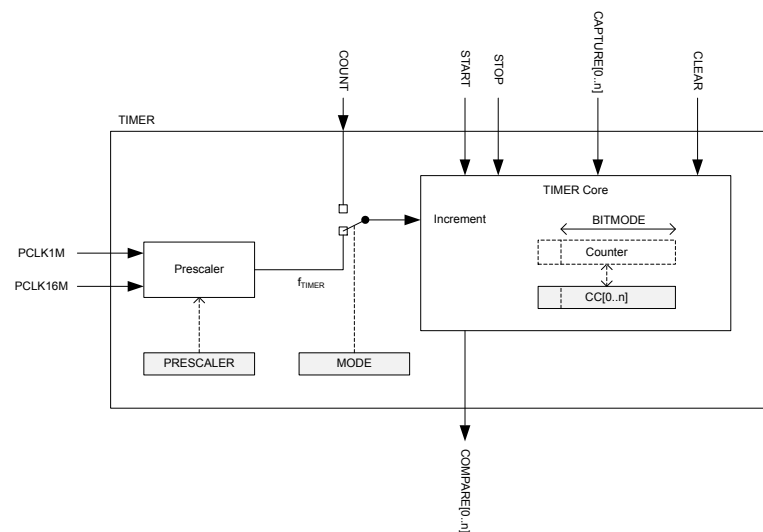 COUNT
START
STOP
CAPTURE[0..n]
CLEAR
TIMER
TIMER Core
Increment
BITMODE
Counter
CC[0..n]
PCLK1M
PCLK16M
Prescaler
fTIMER
PRESCALER
MODE
COMPARE[0..n]